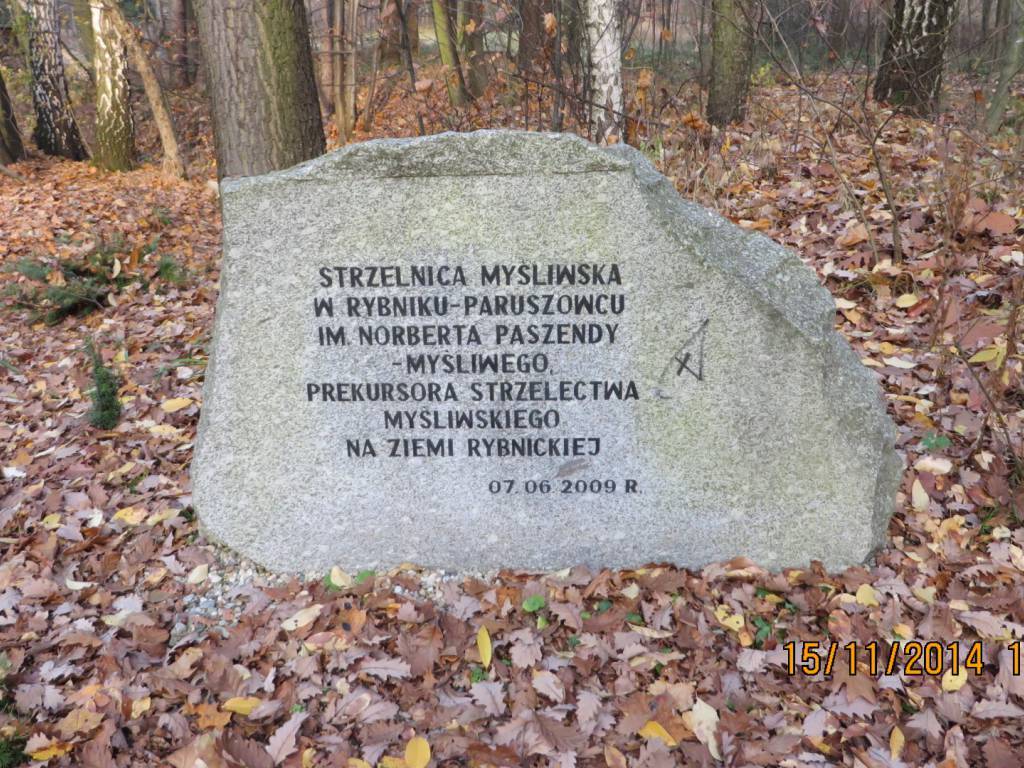 STRZELNICA MYŚLIWSKA
W RYBNIKU-PARUSZOWCU
IM. NORBERTA PASZENDY
-MYŚLIWEGO,
PREKURSORA STRZELECTWA
MYŚLIWSKIEGO
NA ZIEMI RYBNICKIEJ
07.06.2009 R.
15/11/2014 1